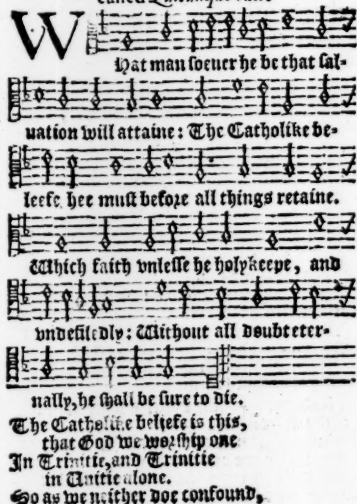 WHat man soeuer he be that sal-
uation will attaine: The Catholike be-
leefe hee must before all things retaine.
Which faith vnlesse he holy keepe, and
vndefiledly: Without all doubt eter-
nally, he shall be sure to die.
The Catholike beliefe is this,
that God we worship one
In Trinitie, and Trinitie
in Unitie alone.
So as we neither doe confound,